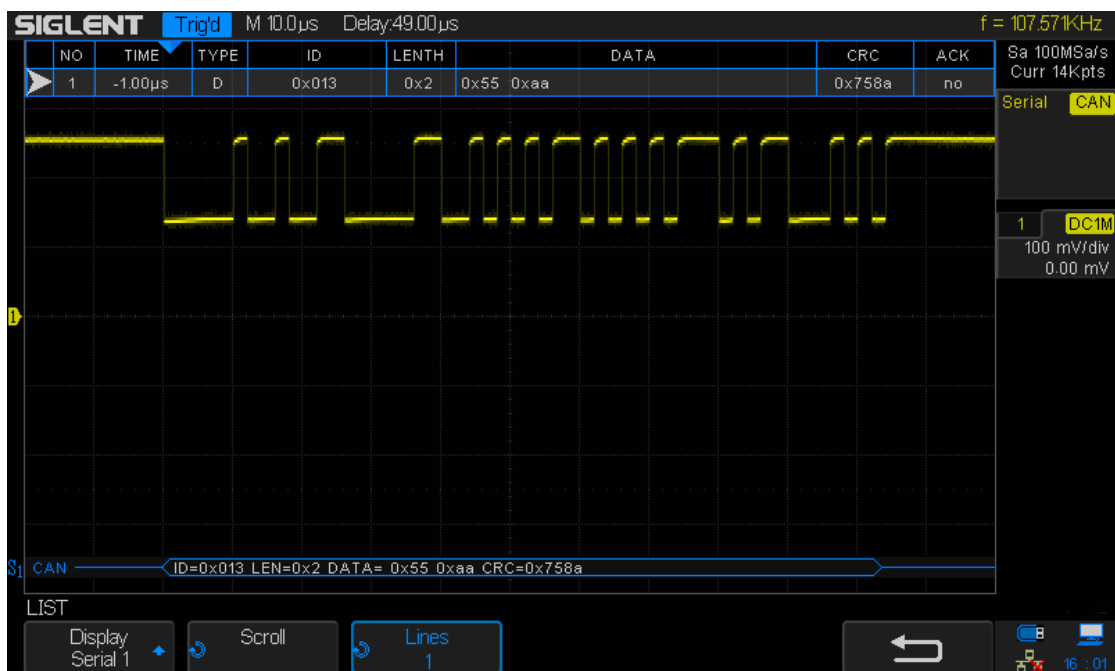 SIGLENT Trig'd M 10.0µs Delay:49.00µs f = 107.571KHz
NO TIME TYPE ID LENTH DATA CRC ACK
1 -1.00µs D 0x013 0x2 0x55 0xaa 0x758a no
Sa 100MSa/s
Curr 14Kpts
Serial CAN
1 DC1M
100 mV/div
0.00 mV
1
S1 CAN ID=0x013 LEN=0x2 DATA= 0x55 0xaa CRC=0x758a
LIST
Display
Serial 1
Scroll
Lines
1
16 : 01